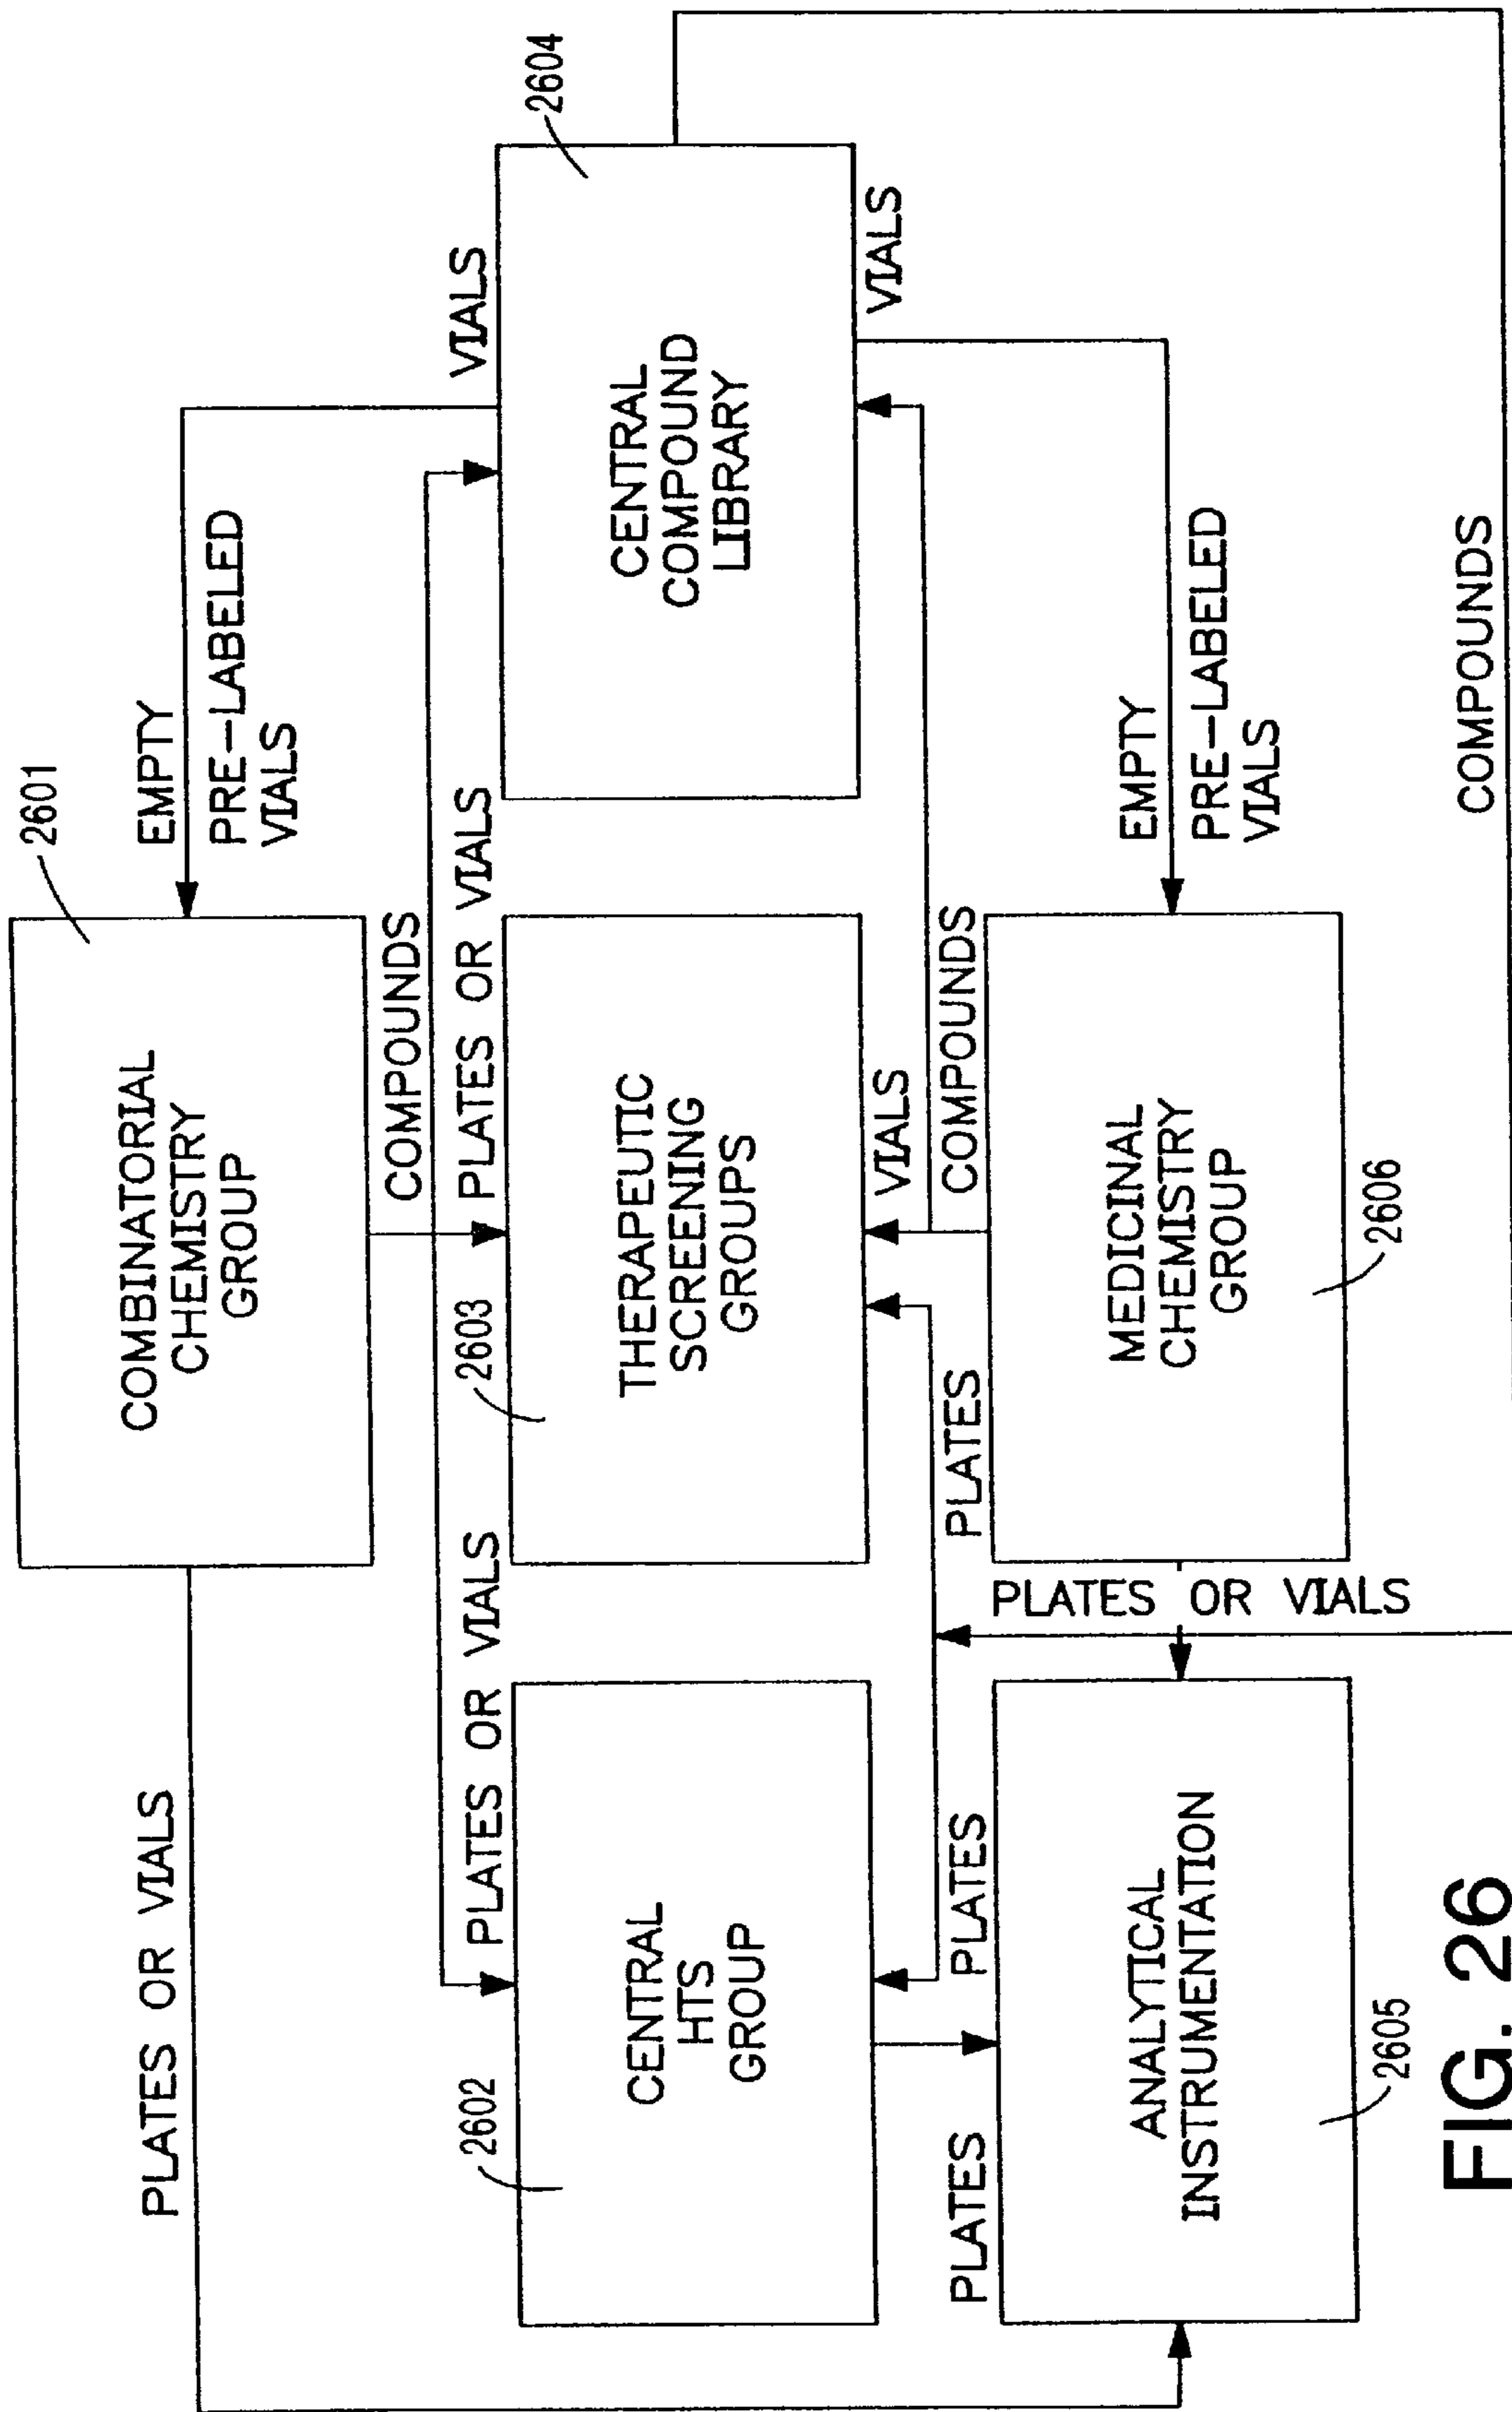 2601
COMBINATORIAL
CHEMISTRY
GROUP
PLATES OR VIALS
EMPTY
PRE-LABELED
VIALS
VIALS
2604
COMPOUNDS
PLATES OR VIALS
PLATES OR VIALS
2602
CENTRAL
HTS
GROUP
2603
THERAPEUTIC
SCREENING
GROUPS
CENTRAL
COMPOUND
LIBRARY
VIALS
VIALS
PLATES
PLATES
PLATES
COMPOUNDS
ANALYTICAL
INSTRUMENTATION
2605
PLATES OR VIALS
MEDICINAL
CHEMISTRY
GROUP
2606
EMPTY
PRE-LABELED
VIALS
COMPOUNDS
FIG. 26